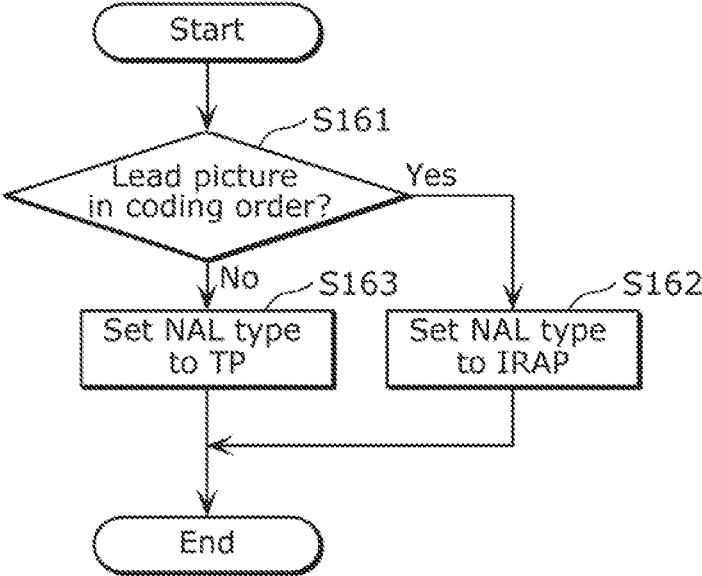 Start
S161
Lead picture
in coding order?
Yes
No
S163
S162
Set NAL type
to TP
Set NAL type
to IRAP
End